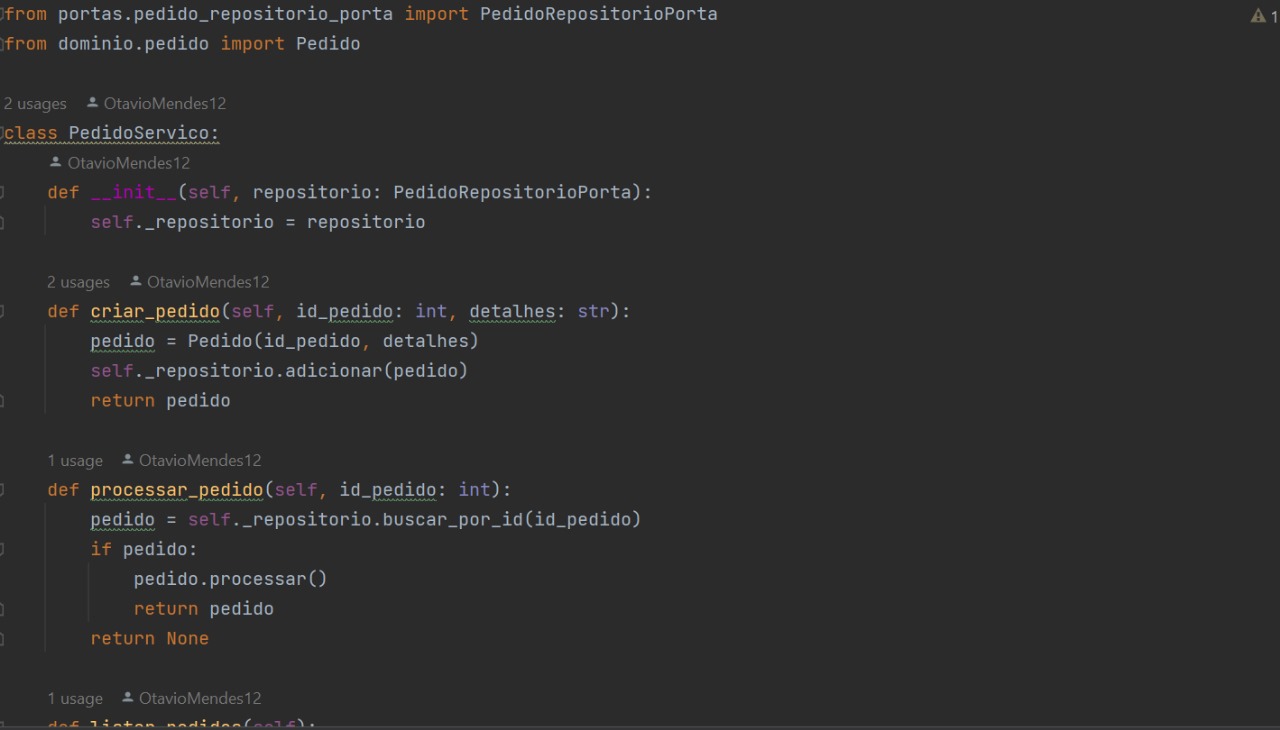 from portas.pedido_repositorio_porta import PedidoRepositorioPorta
1
from dominio.pedido import Pedido
2 usages OtavioMendes12
class PedidoServico:
OtavioMendes12
def __init__(self, repositorio: PedidoRepositorioPorta):
self._repositorio = repositorio
2 usages OtavioMendes12
def criar_pedido(self, id_pedido: int, detalhes: str):
pedido = Pedido(id_pedido, detalhes)
self._repositorio.adicionar(pedido)
return pedido
1 usage OtavioMendes12
def processar_pedido(self, id_pedido: int):
pedido = self._repositorio.buscar_por_id(id_pedido)
if pedido:
pedido.processar()
return pedido
return None
1 usage OtavioMendes12
def listar_pedidos(self):